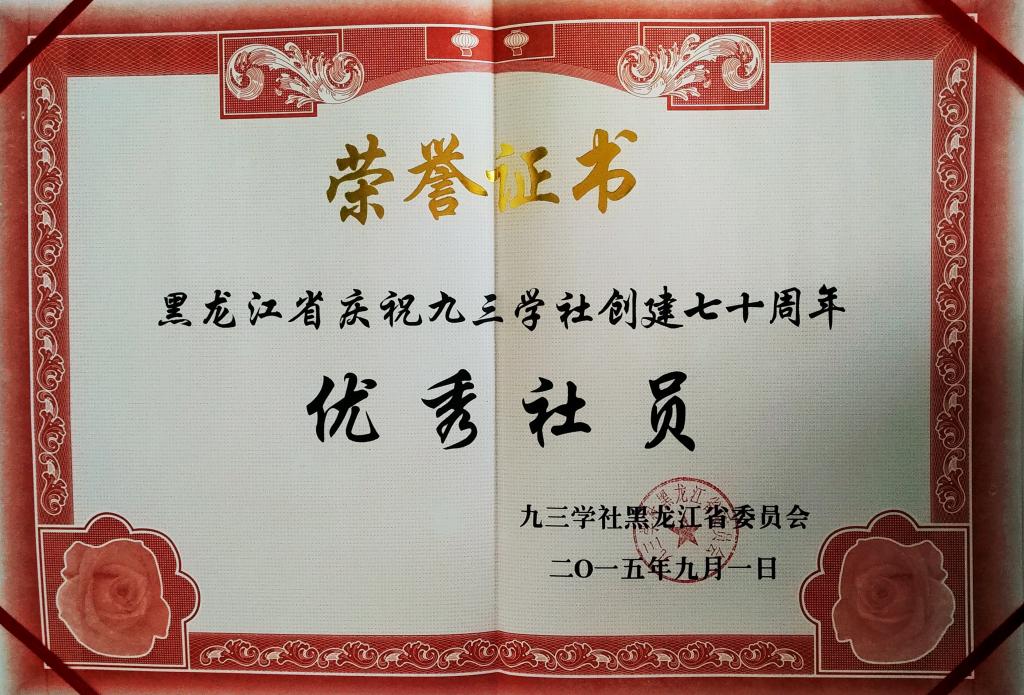 荣誉证书
黑龙江省庆祝九三学社创建七十周年
优秀社员
九三学社黑龙江省委员会
二O一五年九月一日